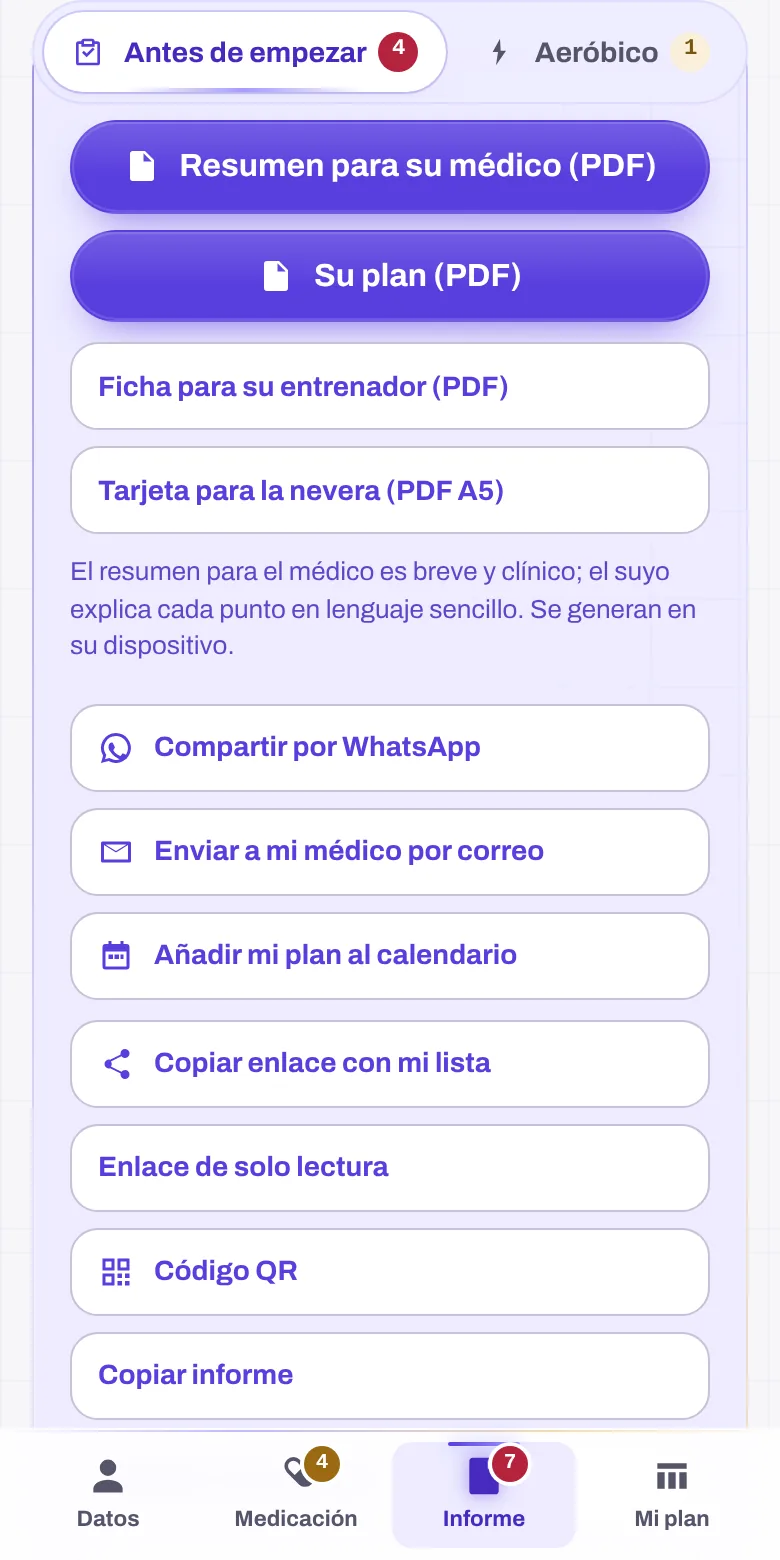 Antes de empezar 4
Aeróbico 1
Resumen para su médico (PDF)
Su plan (PDF)
Ficha para su entrenador (PDF)
Tarjeta para la nevera (PDF A5)
El resumen para el médico es breve y clínico; el suyo
explica cada punto en lenguaje sencillo. Se generan en
su dispositivo.
Compartir por WhatsApp
Enviar a mi médico por correo
Añadir mi plan al calendario
Copiar enlace con mi lista
Enlace de solo lectura
Código QR
Copiar informe
Datos
4 Medicación
7 Informe
Mi plan